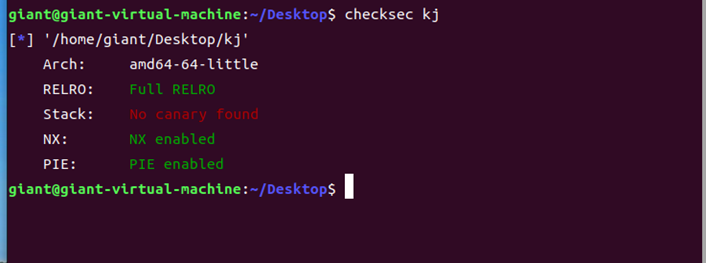 giant@giant-virtual-machine:~/Desktop$ checksec kj
[*] '/home/giant/Desktop/kj'
    Arch:     amd64-64-little
    RELRO:    Full RELRO
    Stack:    No canary found
    NX:       NX enabled
    PIE:      PIE enabled
giant@giant-virtual-machine:~/Desktop$